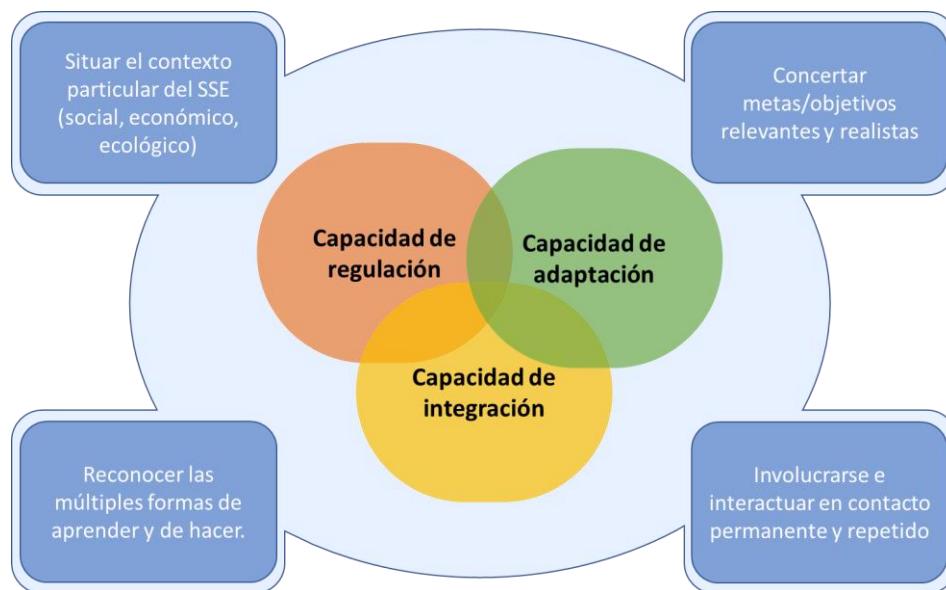 Situar el contexto
particular del SSE
(social, económico,
ecológico)
Concertar
metas/objetivos
relevantes y realistas
Capacidad de
regulación
Capacidad de
adaptación
Capacidad de
integración
Reconocer las
múltiples formas de
aprender y de hacer.
Involucrarse e
interactuar en contacto
permanente y repetido